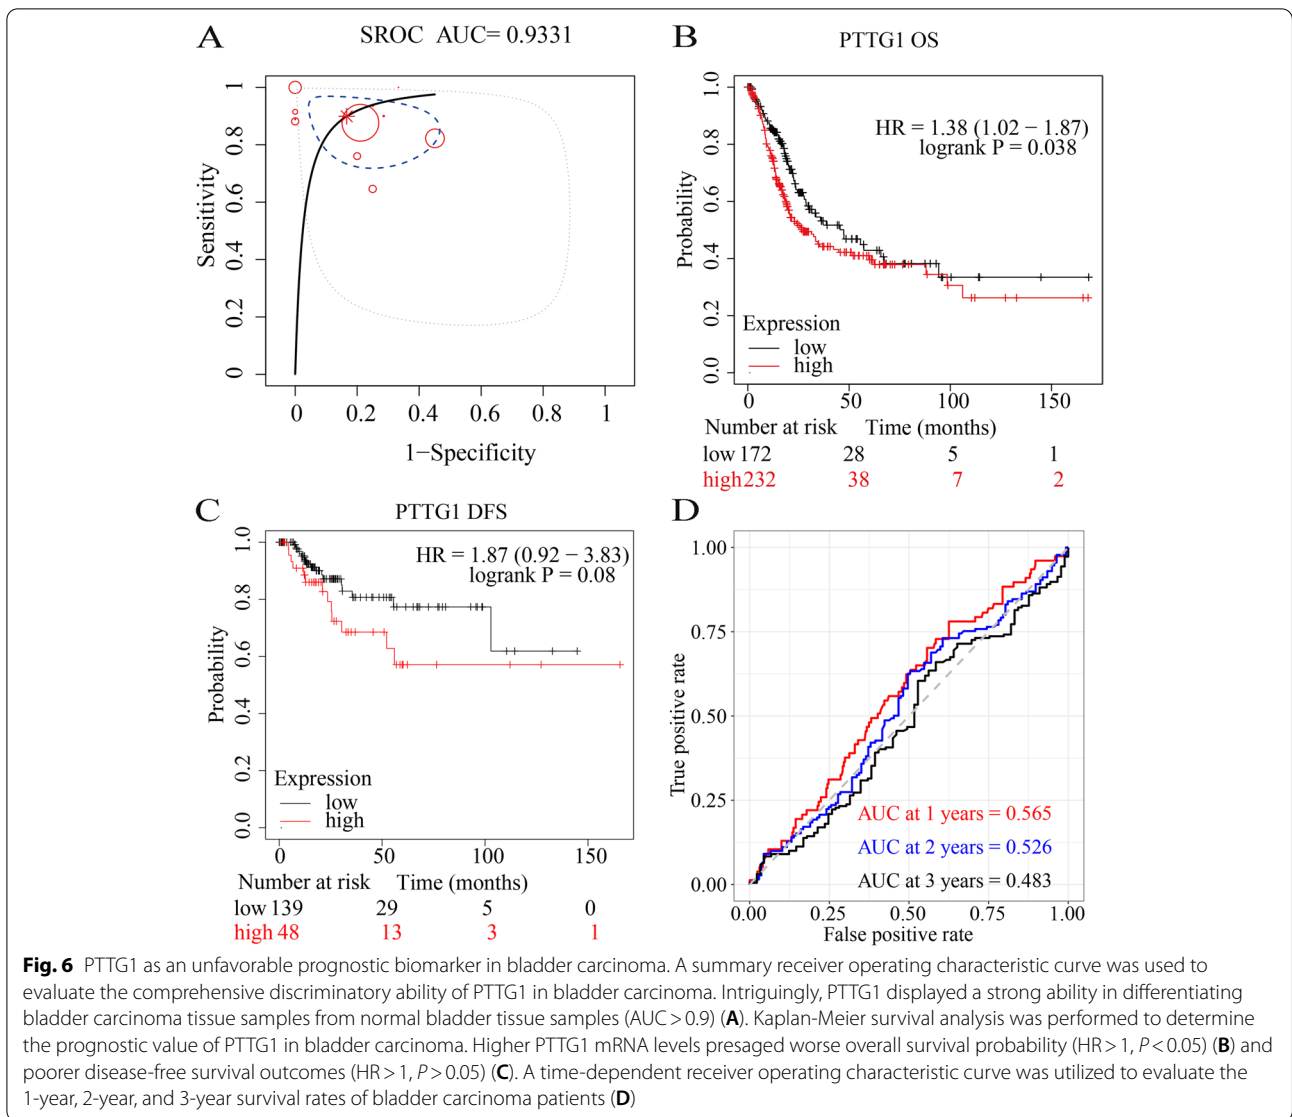 A
SROC AUC= 0.9331
Sensitivity
1
0.8
0.6
0.4
0.2
0
0 0.2 0.4 0.6 0.8 1
1−Specificity
B
PTTG1 OS
Probability
1.0
0.8
0.6
0.4
0.2
0.0
HR = 1.38 (1.02 − 1.87)
logrank P = 0.038
Expression
low
high
0 50 100 150
Number at risk Time (months)
low 172 28 5 1
high 232 38 7 2
C
PTTG1 DFS
Probability
1.0
0.8
0.6
0.4
0.2
0.0
HR = 1.87 (0.92 − 3.83)
logrank P = 0.08
Expression
low
high
0 50 100 150
Number at risk Time (months)
low 139 29 5 0
high 48 13 3 1
D
True positive rate
1.00
0.75
0.50
0.25
0.00
AUC at 1 years = 0.565
AUC at 2 years = 0.526
AUC at 3 years = 0.483
0.00 0.25 0.50 0.75 1.00
False positive rate
Fig. 6 PTTG1 as an unfavorable prognostic biomarker in bladder carcinoma. A summary receiver operating characteristic curve was used to
evaluate the comprehensive discriminatory ability of PTTG1 in bladder carcinoma. Intriguingly, PTTG1 displayed a strong ability in differentiating
bladder carcinoma tissue samples from normal bladder tissue samples (AUC > 0.9) (A). Kaplan-Meier survival analysis was performed to determine
the prognostic value of PTTG1 in bladder carcinoma. Higher PTTG1 mRNA levels presaged worse overall survival probability (HR > 1, P < 0.05) (B) and
poorer disease-free survival outcomes (HR > 1, P > 0.05) (C). A time-dependent receiver operating characteristic curve was utilized to evaluate the
1-year, 2-year, and 3-year survival rates of bladder carcinoma patients (D)